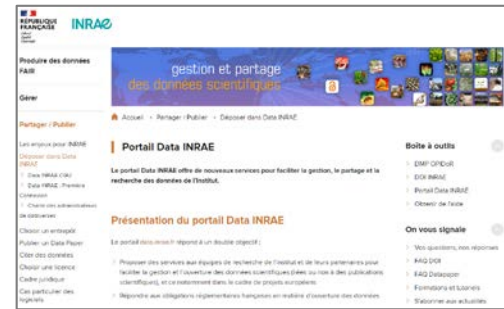 RÉPUBLIQUE
FRANÇAISE
INRAE
Produire des données
FAIR
Gérer
Partager / Publier
Les enjeux pour INRAE
Déposer dans Data
INRAE
Data INRAE CGU
Data INRAE - Première
Connexion
Charte des administrateurs
de dataverses
Choisir un entrepôt
Publier un Data Paper
Citer des données
Choisir une licence
Cadre juridique
Cas particulier des
logiciels
gestion et partage
des données scientifiques
Accueil › Partager / Publier › Déposer dans Data INRAE
Portail Data INRAE
Le portail Data INRAE offre de nouveaux services pour faciliter la gestion, le partage et la
recherche des données de l'Institut.
Présentation du portail Data INRAE
Le portail data.inrae.fr répond à un double objectif :
Proposer des services aux équipes de recherche de l'institut et de leurs partenaires pour
faciliter la gestion et l'ouverture des données scientifiques (liées ou non à des publications
scientifiques), et ce notamment dans le cadre de projets européens
Répondre aux obligations réglementaires françaises en matière d'ouverture des données
Boîte à outils
DMP OPIDoR
DOI INRAE
Portail Data INRAE
Obtenir de l'aide
On vous signale
Vos questions, nos réponses
FAQ DOI
FAQ Datapaper
Formations et tutoriels
S'abonner aux actualités